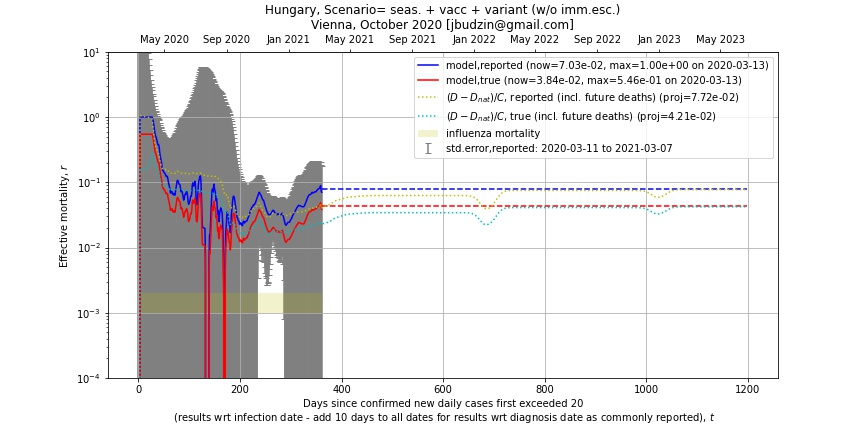 Hungary, Scenario= seas. + vacc + variant (w/o imm.esc.)
Vienna, October 2020 [jbudzin@gmail.com]
May 2020 Sep 2020 Jan 2021 May 2021 Sep 2021 Jan 2022 May 2022 Sep 2022 Jan 2023 May 2023
Effective mortality, r
10^1
10^0
10^−1
10^−2
10^−3
10^−4
model,reported (now=7.03e-02, max=1.00e+00 on 2020-03-13)
model,true (now=3.84e-02, max=5.46e-01 on 2020-03-13)
(D − D_nat)/C, reported (incl. future deaths) (proj=7.72e-02)
(D − D_nat)/C, true (incl. future deaths) (proj=4.21e-02)
influenza mortality
std.error,reported: 2020-03-11 to 2021-03-07
0 200 400 600 800 1000 1200
Days since confirmed new daily cases first exceeded 20
(results wrt infection date - add 10 days to all dates for results wrt diagnosis date as commonly reported), t